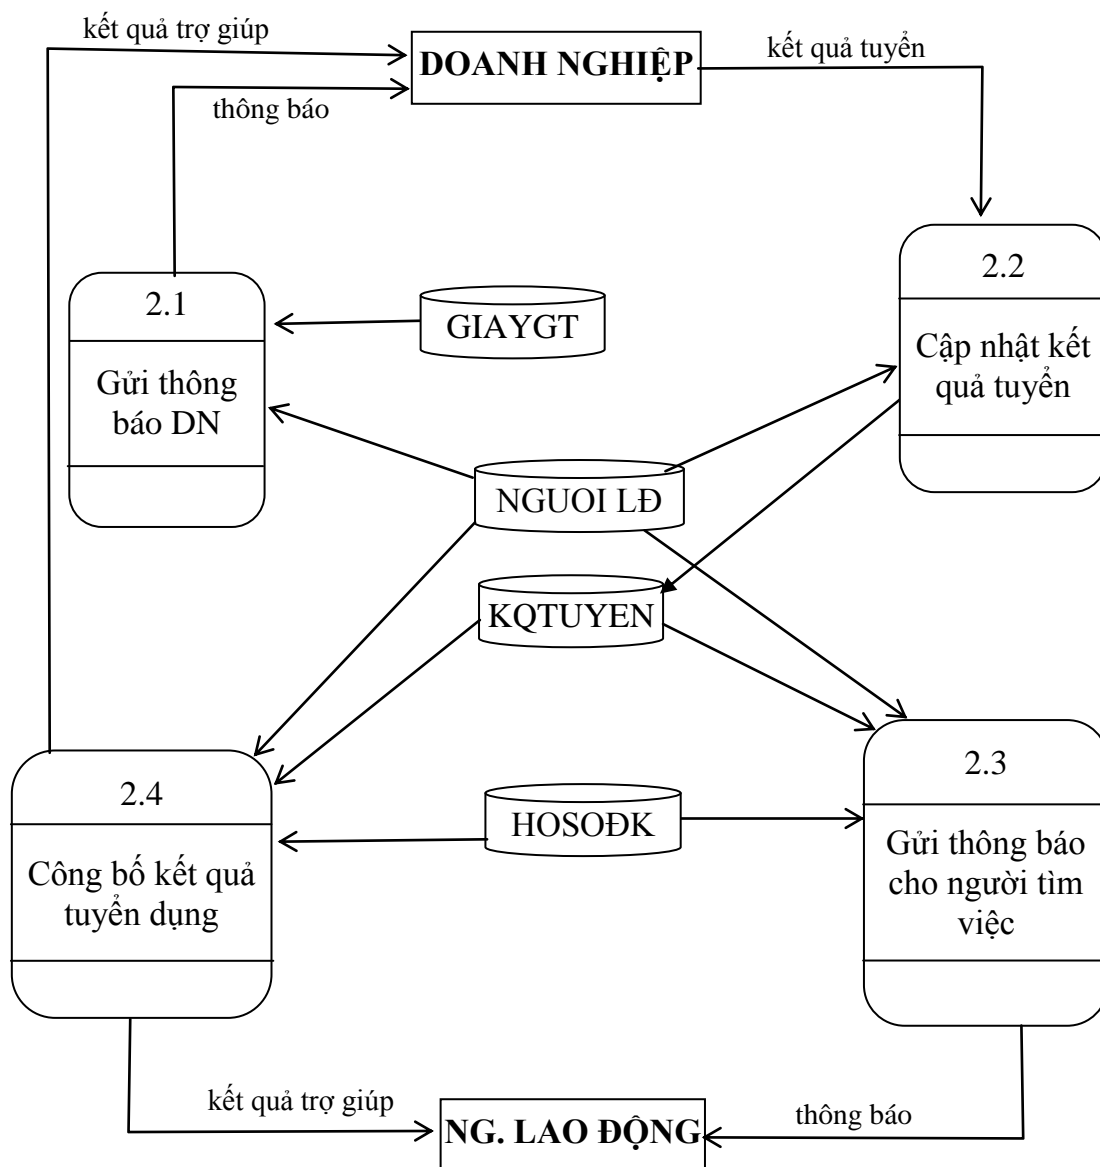 kết quả trợ giúp
DOANH NGHIỆP
kết quả tuyển
thông báo
2.1
Gửi thông
báo DN
GIAYGT
2.2
Cập nhật kết
quả tuyển
NGUOI LĐ
KQTUYEN
2.4
Công bố kết quả
tuyển dụng
HOSOĐK
2.3
Gửi thông báo
cho người tìm
việc
kết quả trợ giúp
NG. LAO ĐỘNG
thông báo